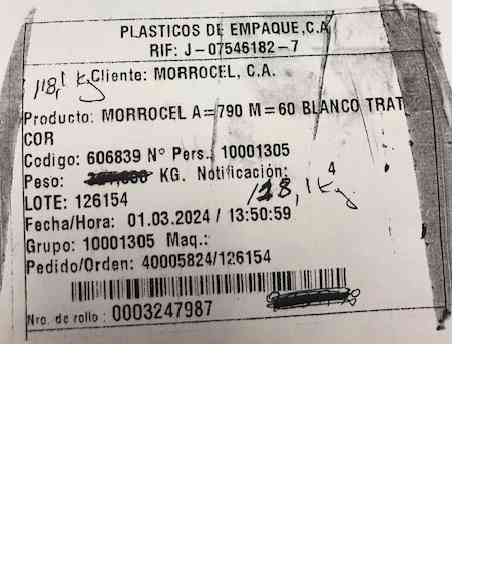 PLASTICOS DE EMPAQUE,C.A
RIF: J-07546182-7
118,1 kg
Cliente: MORROCEL, C.A.
Producto: MORROCEL A=790 M=60 BLANCO TRAT
COR
Codigo: 606839 Nº Pers.. 10001305
Peso: KG. Notificación: 4
118,1 kg
LOTE: 126154
Fecha/Hora: 01.03.2024 / 13:50:59
Grupo: 10001305 Maq.:
Pedido/Orden: 40005824/126154
Nro. de rollo : 0003247987